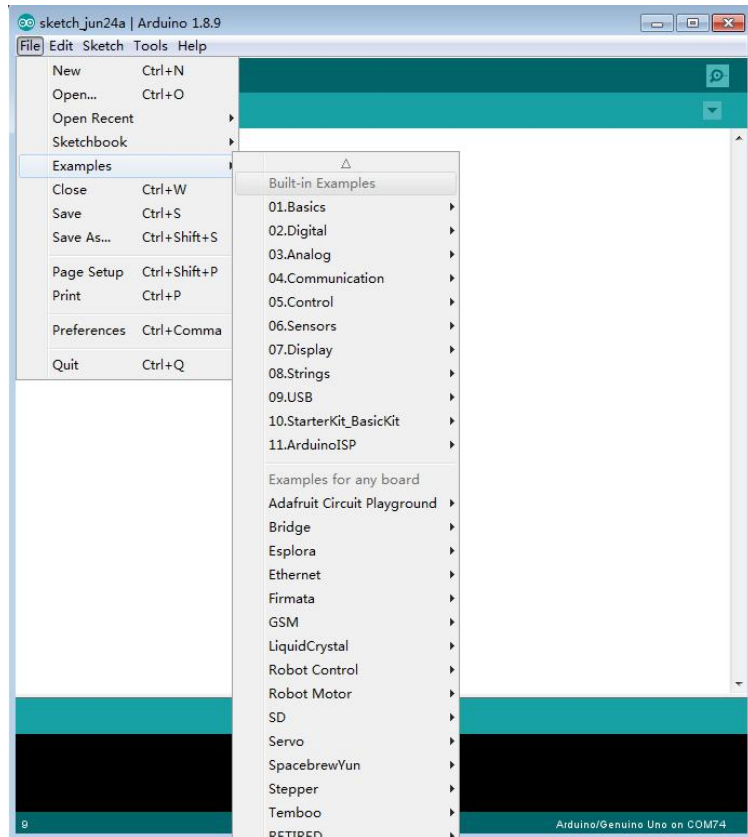 sketch_jun24a | Arduino 1.8.9
File Edit Sketch Tools Help
New Ctrl+N
Open... Ctrl+O
Open Recent
Sketchbook
Examples
Close Ctrl+W
Save Ctrl+S
Save As... Ctrl+Shift+S
Page Setup Ctrl+Shift+P
Print Ctrl+P
Preferences Ctrl+Comma
Quit Ctrl+Q
Built-in Examples
01.Basics
02.Digital
03.Analog
04.Communication
05.Control
06.Sensors
07.Display
08.Strings
09.USB
10.StarterKit_BasicKit
11.ArduinoISP
Examples for any board
Adafruit Circuit Playground
Bridge
Esplora
Ethernet
Firmata
GSM
LiquidCrystal
Robot Control
Robot Motor
SD
Servo
SpacebrewYun
Stepper
Temboo
RETIRED
9 Arduino/Genuino Uno on COM74